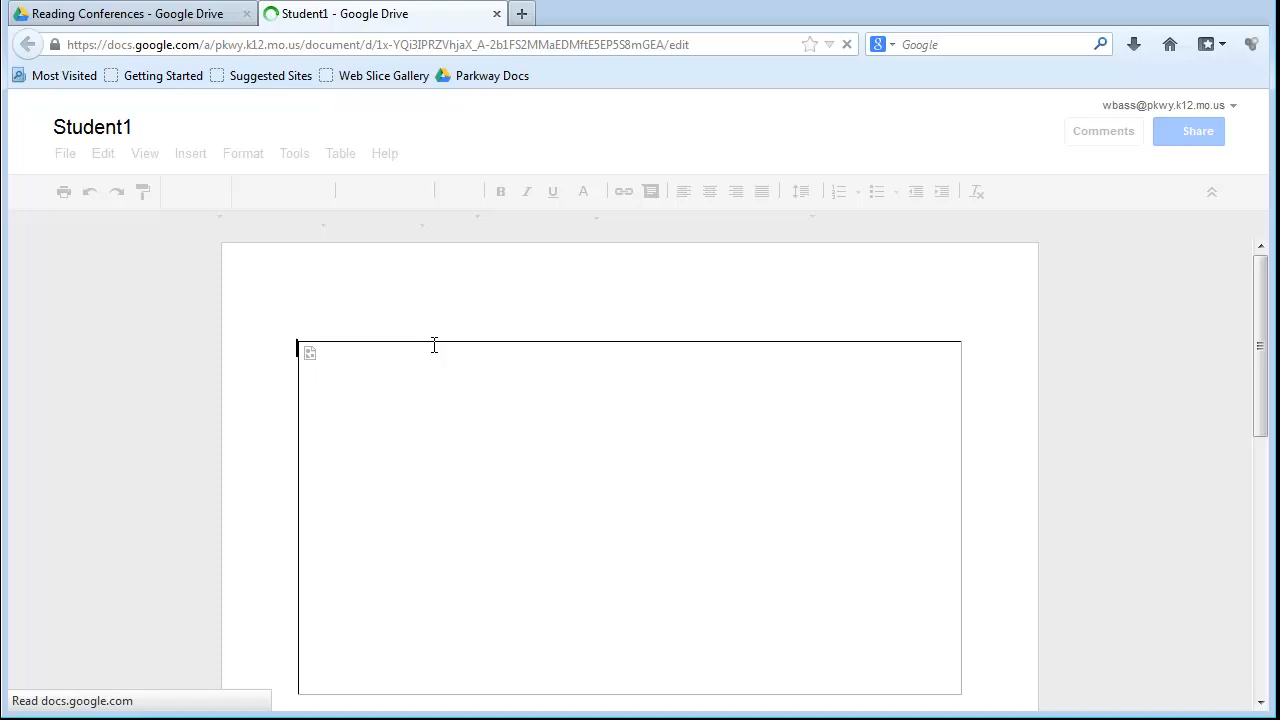 Reading Conferences - Google Drive
Student1 - Google Drive
https://docs.google.com/a/pkwy.k12.mo.us/document/d/1x-YQi3IPRZVhjaX_A-2b1FS2MMaEDMftE5EP5S8mGEA/edit
Google
Most Visited Getting Started Suggested Sites Web Slice Gallery Parkway Docs
wbass@pkwy.k12.mo.us
Student1
Comments Share
File Edit View Insert Format Tools Table Help
B I U A
Read docs.google.com